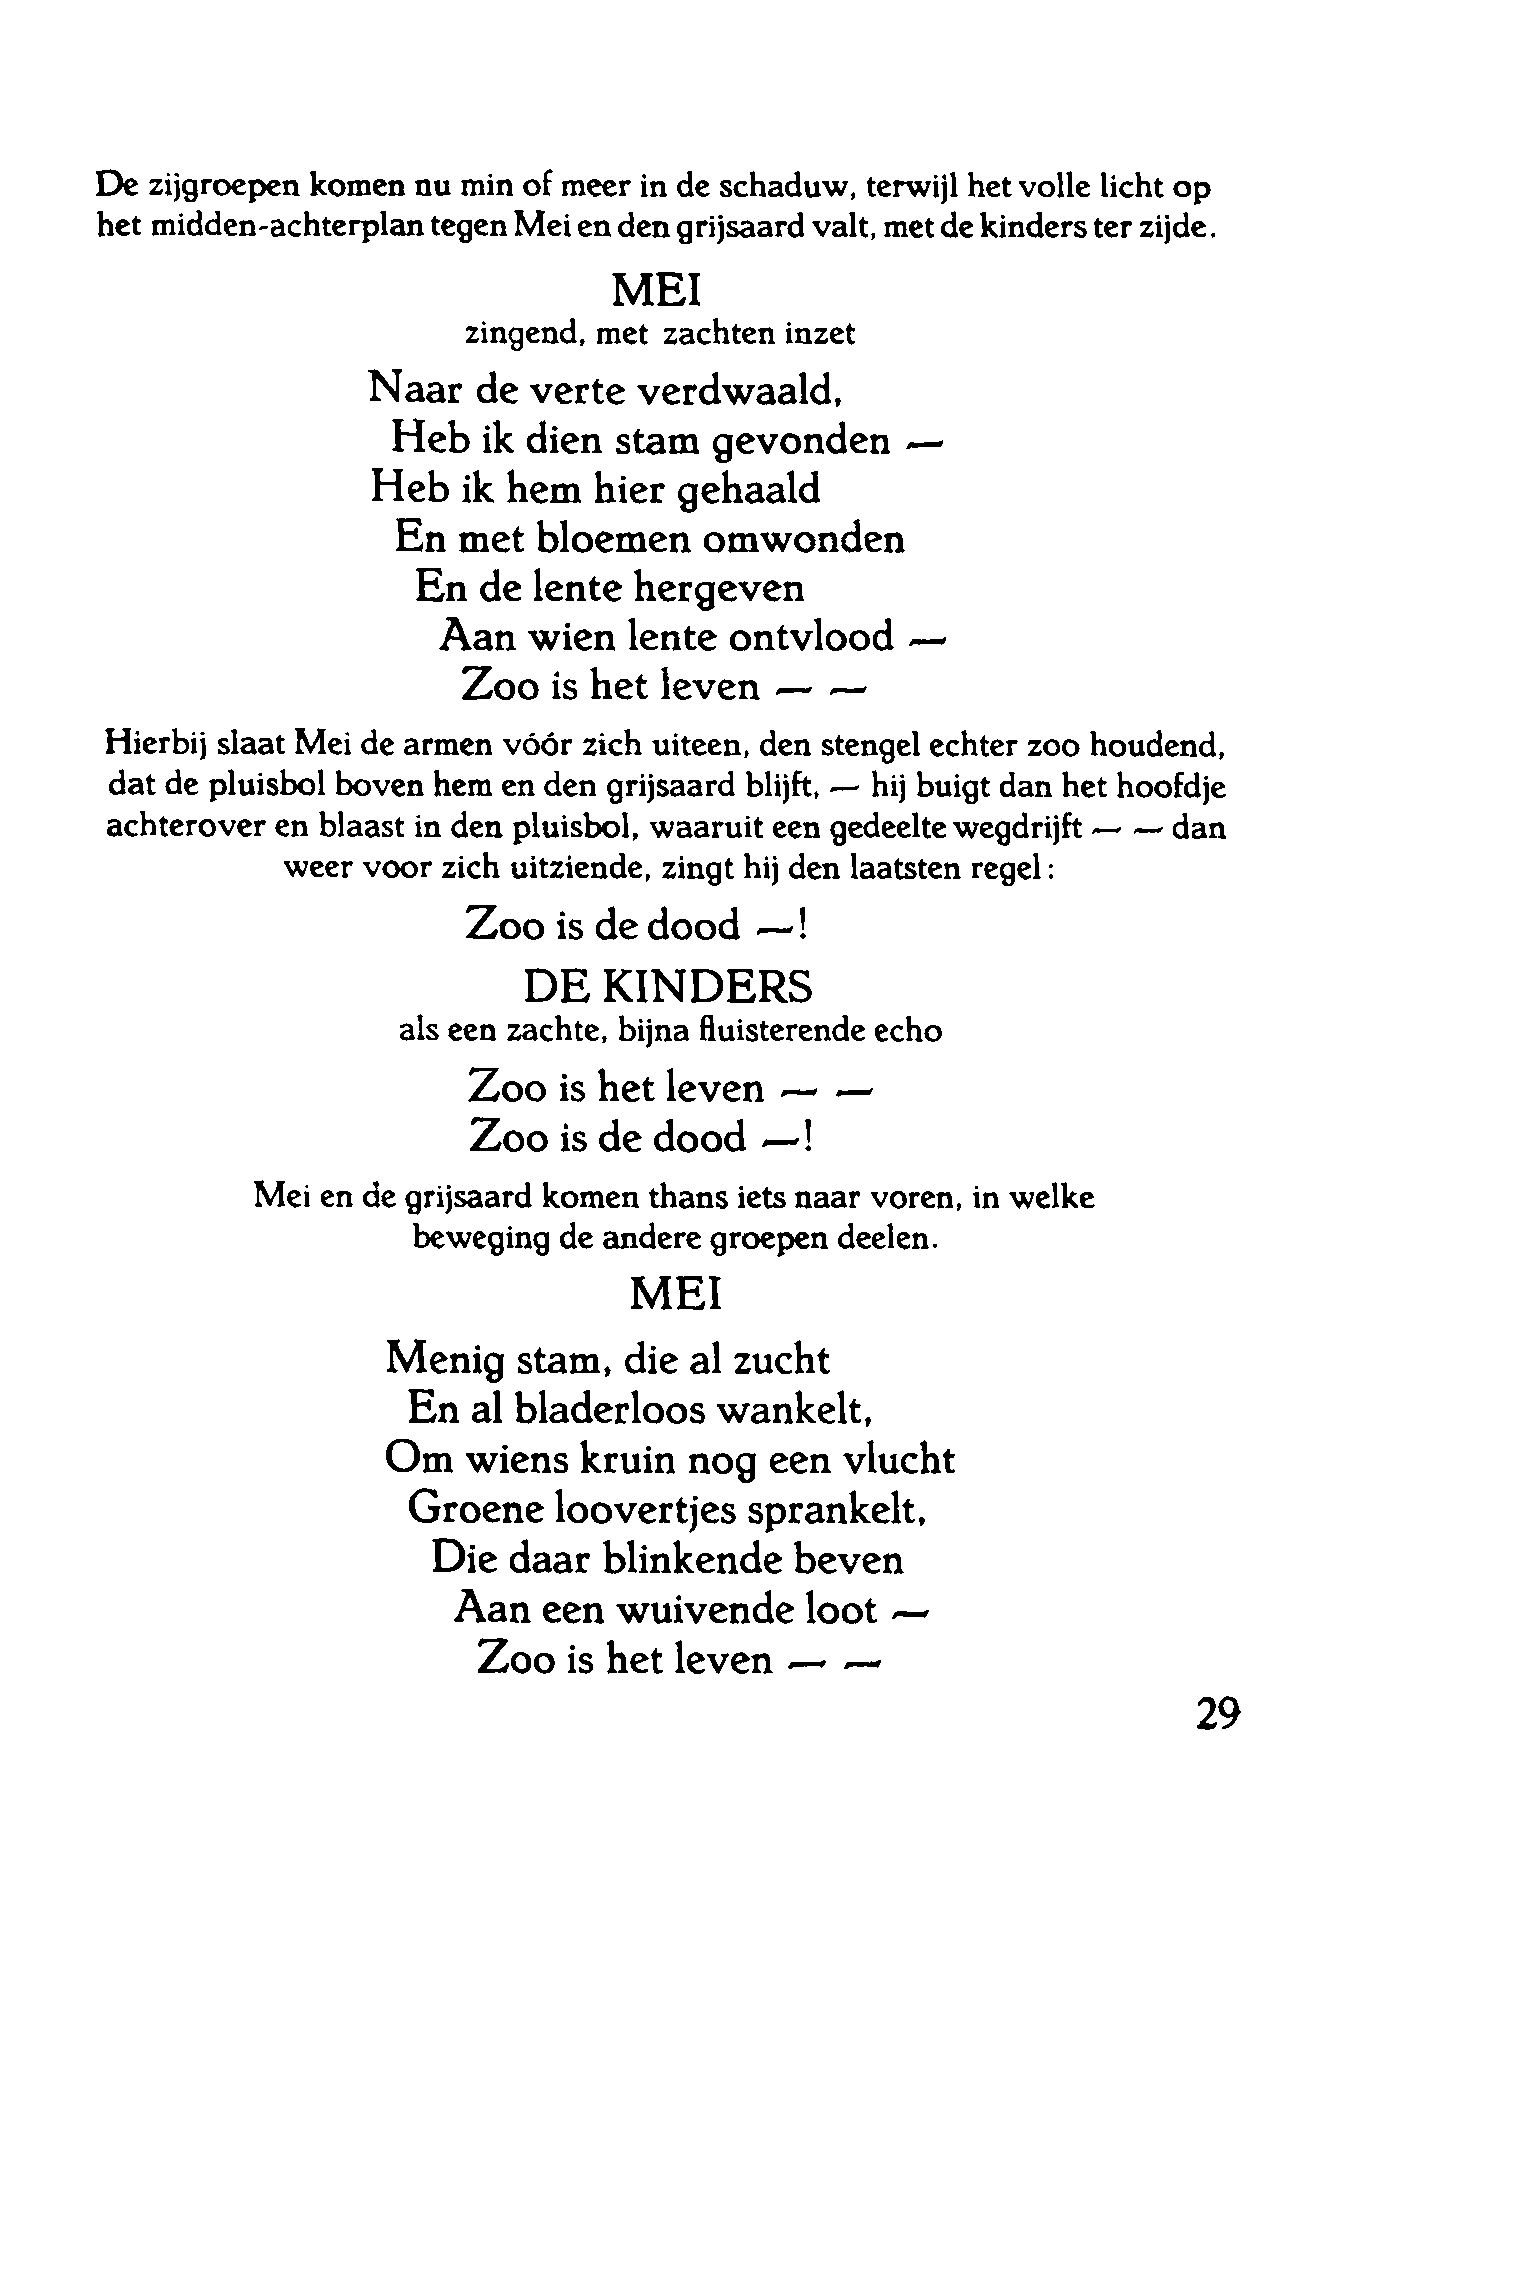 De zijgroepen komen nu min of meer in de schaduw, terwijl het volle licht op
het midden-achterplan tegen Mei en den grijsaard valt, met de kinders ter zijde.
MEI
zingend, met zachten inzet
Naar de verte verdwaald,
Heb ik dien stam gevonden —
Heb ik hem hier gehaald
En met bloemen omwonden
En de lente hergeven
Aan wien lente ontvlood —
Zoo is het leven — —
Hierbij slaat Mei de armen vóór zich uiteen, den stengel echter zoo houdend,
dat de pluisbol boven hem en den grijsaard blijft, — hij buigt dan het hoofdje
achterover en blaast in den pluisbol, waaruit een gedeelte wegdrijft — — dan
weer voor zich uitziende, zingt hij den laatsten regel:
Zoo is de dood —!
DE KINDERS
als een zachte, bijna fluisterende echo
Zoo is het leven — —
Zoo is de dood —!
Mei en de grijsaard komen thans iets naar voren, in welke
beweging de andere groepen deelen.
MEI
Menig stam, die al zucht
En al bladerloos wankelt,
Om wiens kruin nog een vlucht
Groene loovertjes sprankelt,
Die daar blinkende beven
Aan een wuivende loot —
Zoo is het leven — —
29